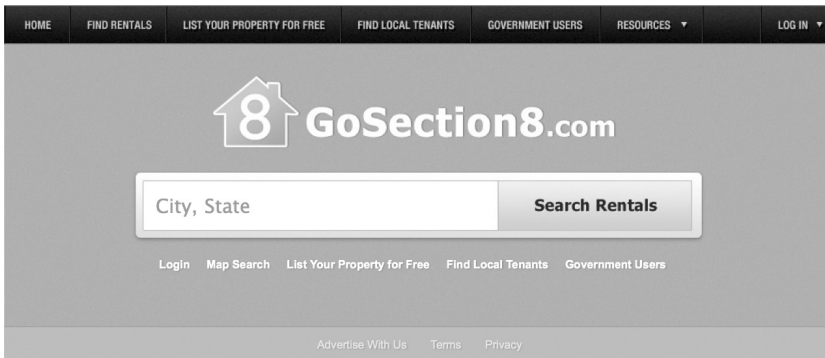 HOME FIND RENTALS LIST YOUR PROPERTY FOR FREE FIND LOCAL TENANTS GOVERNMENT USERS RESOURCES ▼ LOG IN ▼
8 GoSection8.com
City, State Search Rentals
Login Map Search List Your Property for Free Find Local Tenants Government Users
Advertise With Us Terms Privacy